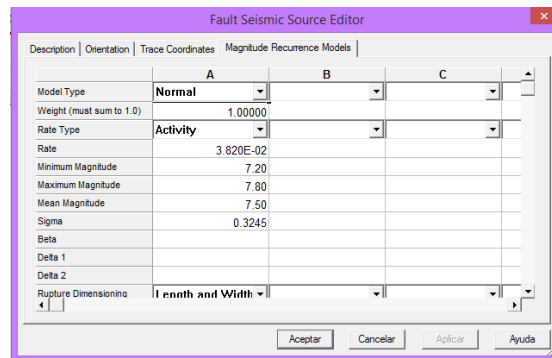 Fault Seismic Source Editor
Description Orientation Trace Coordinates Magnitude Recurrence Models
A B C
Model Type Normal
Weight (must sum to 1.0) 1.00000
Rate Type Activity
Rate 3.820E-02
Minimum Magnitude 7.20
Maximum Magnitude 7.80
Mean Magnitude 7.50
Sigma 0.3245
Beta
Delta 1
Delta 2
Rupture Dimensioning Length and Width
Aceptar Cancelar Aplicar Ayuda